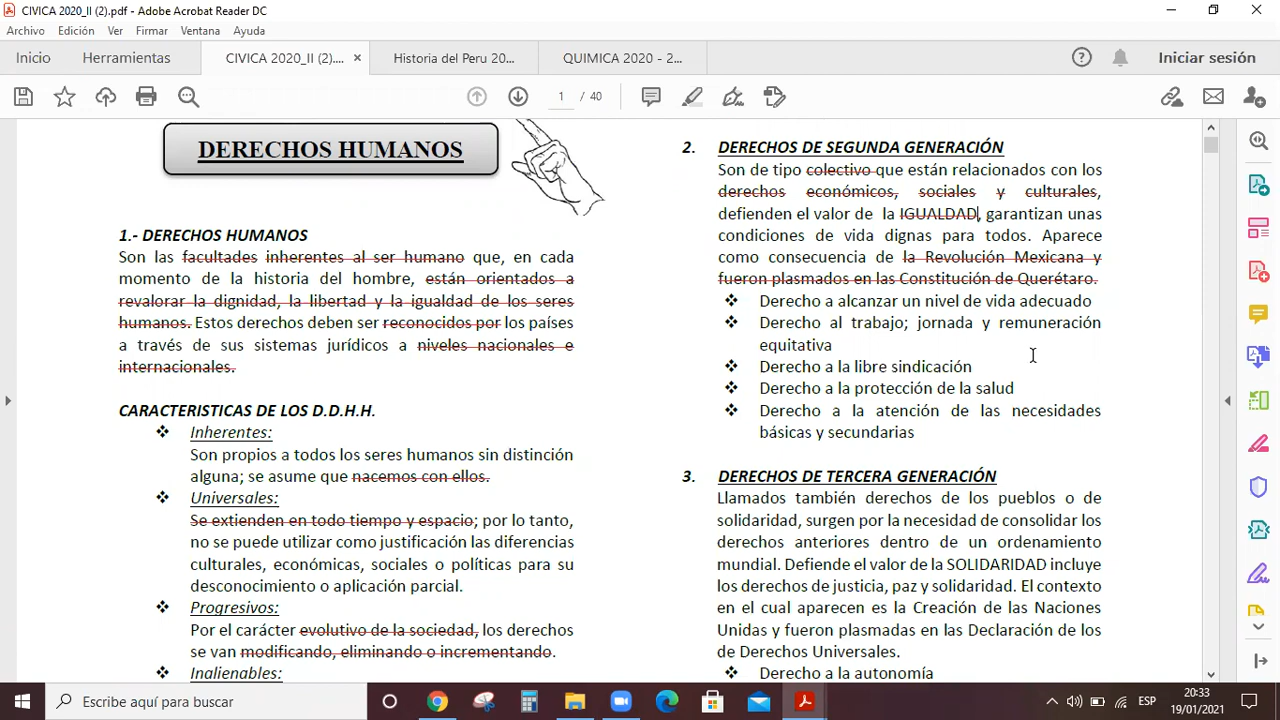 CIVICA 2020_II (2).pdf - Adobe Acrobat Reader DC
Archivo Edición Ver Firmar Ventana Ayuda
Inicio Herramientas CIVICA 2020_II (2).... × Historia del Peru 20... QUIMICA 2020 - 2... Iniciar sesión
1 / 40
DERECHOS HUMANOS
1.- DERECHOS HUMANOS
Son las facultades inherentes al ser humano que, en cada
momento de la historia del hombre, están orientados a
revalorar la dignidad, la libertad y la igualdad de los seres
humanos. Estos derechos deben ser reconocidos por los países
a través de sus sistemas jurídicos a niveles nacionales e
internacionales.
CARACTERISTICAS DE LOS D.D.H.H.
Inherentes:
Son propios a todos los seres humanos sin distinción
alguna; se asume que nacemos con ellos.
Universales:
Se extienden en todo tiempo y espacio; por lo tanto,
no se puede utilizar como justificación las diferencias
culturales, económicas, sociales o políticas para su
desconocimiento o aplicación parcial.
Progresivos:
Por el carácter evolutivo de la sociedad, los derechos
se van modificando, eliminando o incrementando.
Inalienables:
2. DERECHOS DE SEGUNDA GENERACIÓN
Son de tipo colectivo que están relacionados con los
derechos económicos, sociales y culturales,
defienden el valor de la IGUALDAD, garantizan unas
condiciones de vida dignas para todos. Aparece
como consecuencia de la Revolución Mexicana y
fueron plasmados en las Constitución de Querétaro.
Derecho a alcanzar un nivel de vida adecuado
Derecho al trabajo; jornada y remuneración
equitativa
Derecho a la libre sindicación
Derecho a la protección de la salud
Derecho a la atención de las necesidades
básicas y secundarias
3. DERECHOS DE TERCERA GENERACIÓN
Llamados también derechos de los pueblos o de
solidaridad, surgen por la necesidad de consolidar los
derechos anteriores dentro de un ordenamiento
mundial. Defiende el valor de la SOLIDARIDAD incluye
los derechos de justicia, paz y solidaridad. El contexto
en el cual aparecen es la Creación de las Naciones
Unidas y fueron plasmadas en las Declaración de los
de Derechos Universales.
Derecho a la autonomía
Escribe aquí para buscar
ESP
20:33
19/01/2021